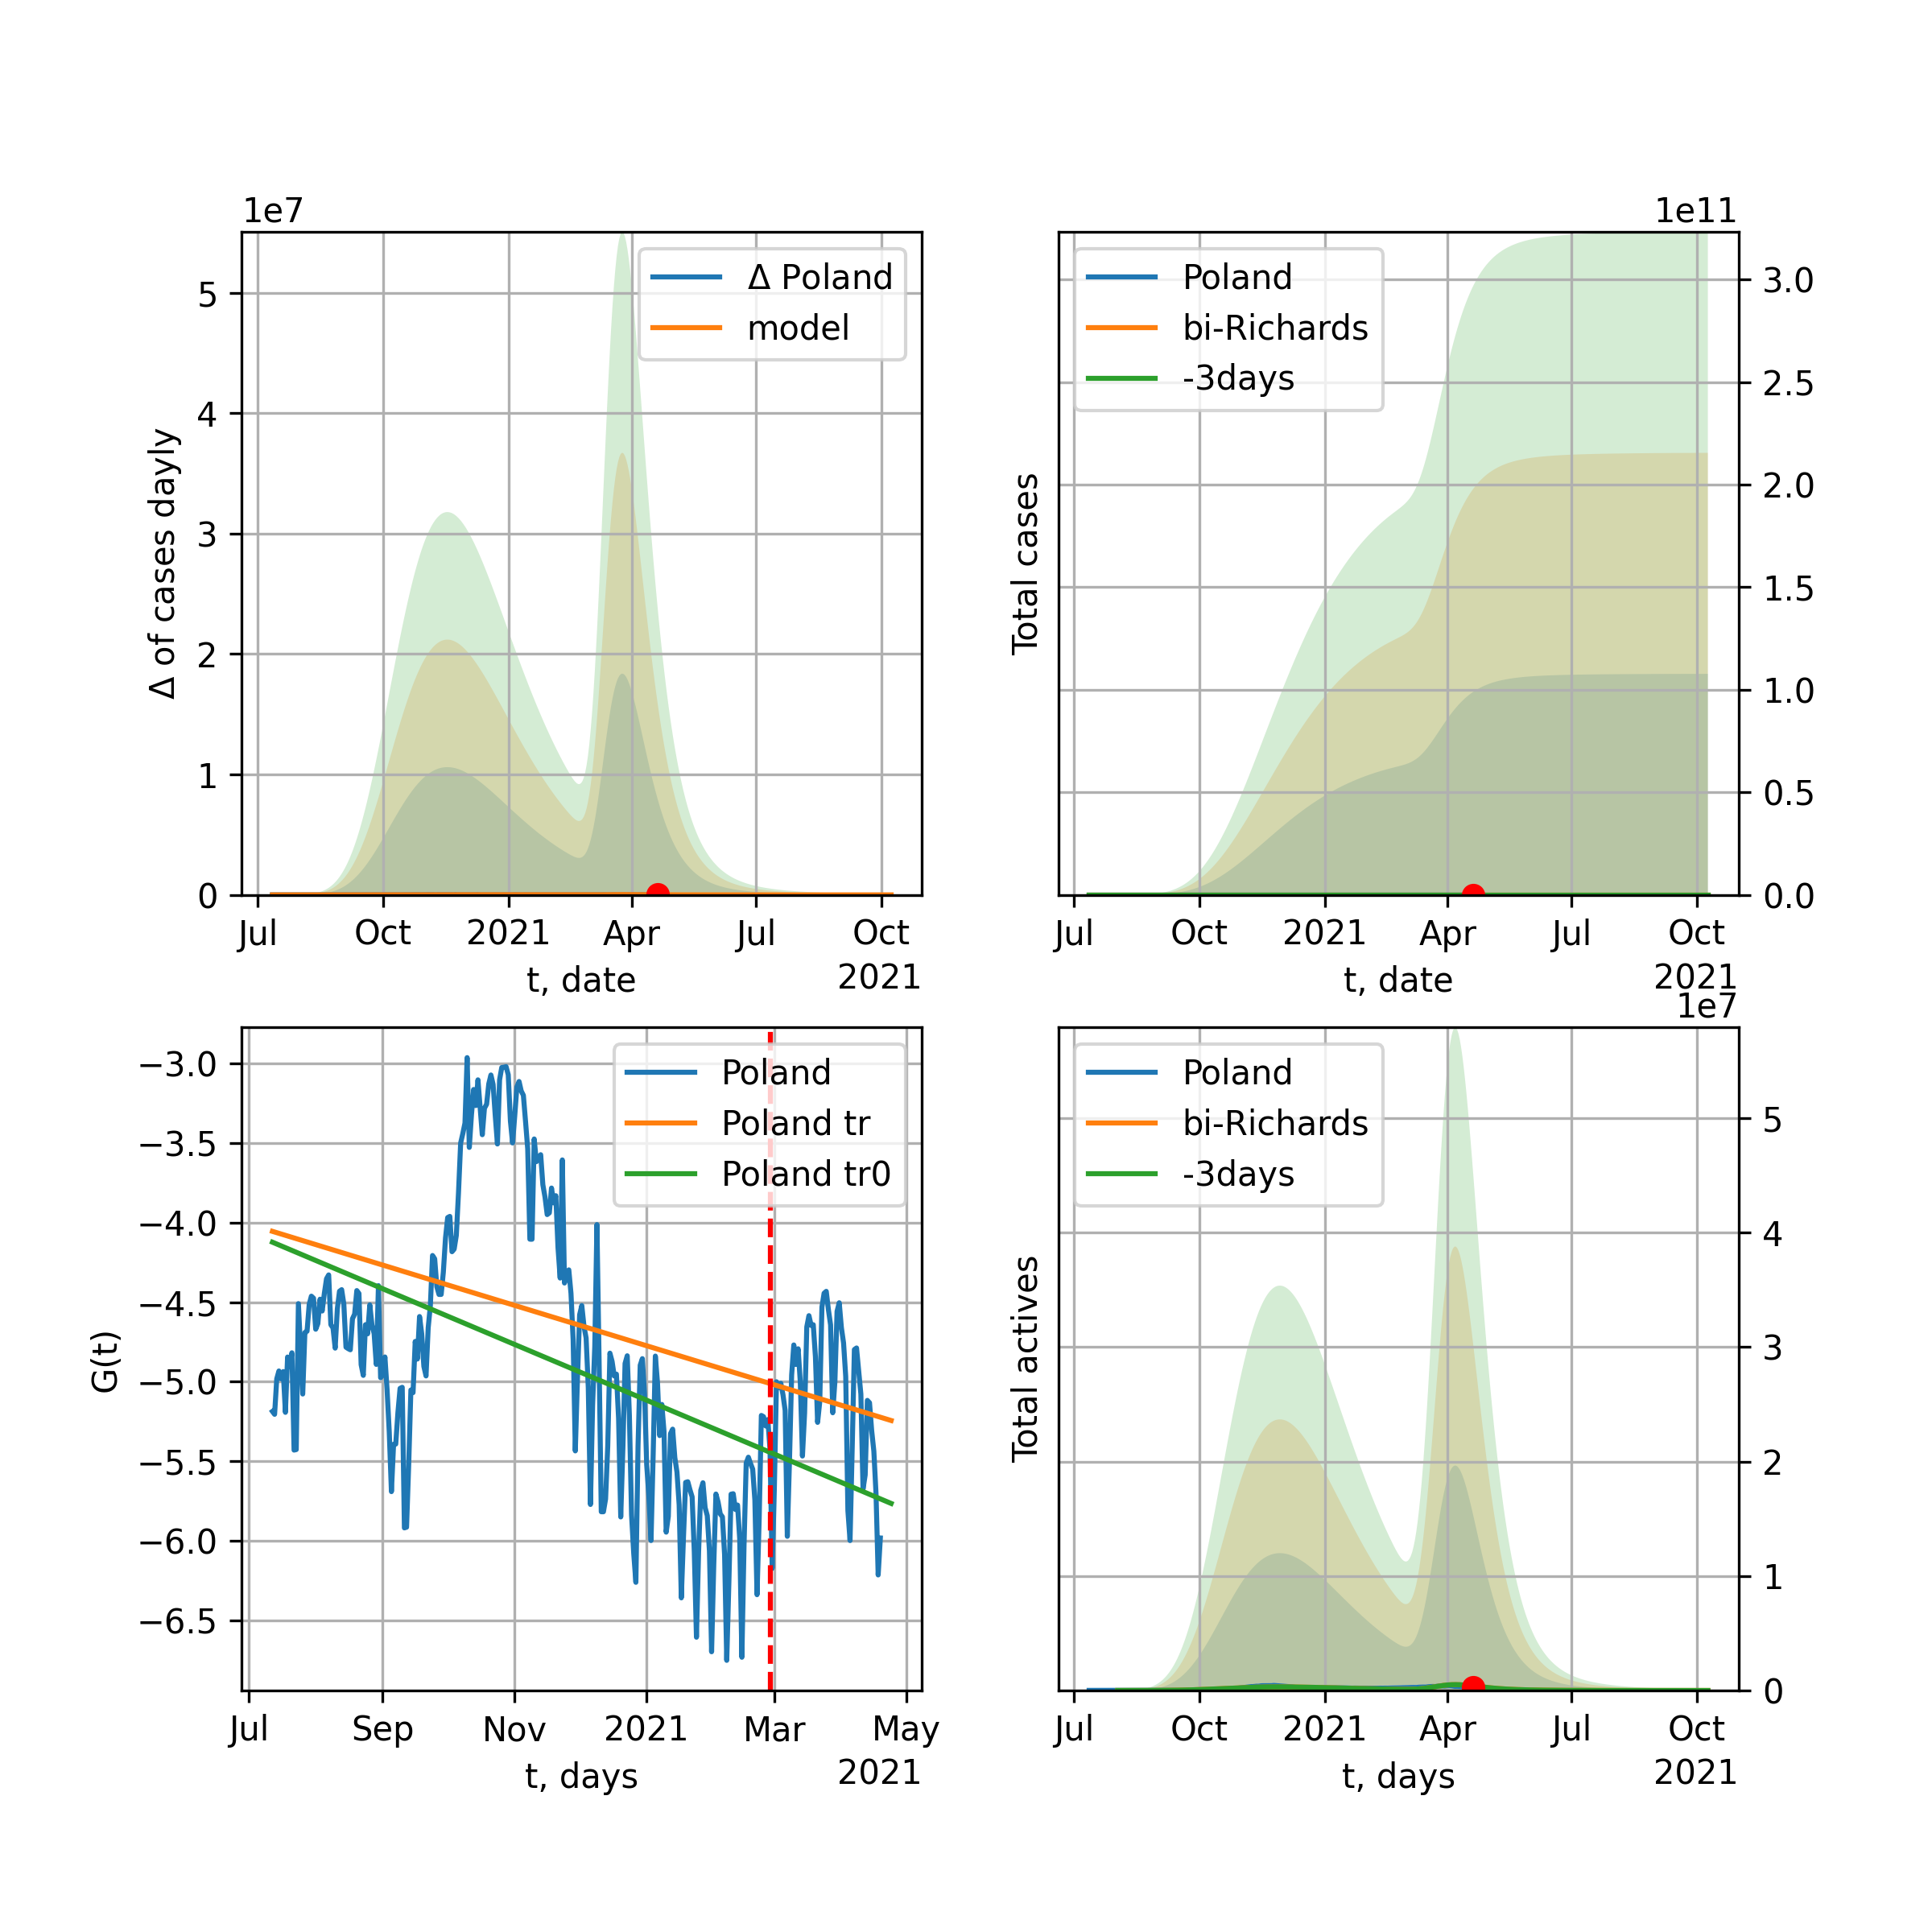 1e7
Δ of cases dayly
5
4
3
2
1
0
Δ Poland
model
Jul
Oct
2021
Apr
Jul
Oct
t, date
2021
1e11
Total cases
Poland
bi-Richards
-3days
3.0
2.5
2.0
1.5
1.0
0.5
0.0
Jul
Oct
2021
Apr
Jul
Oct
t, date
2021
G(t)
−3.0
−3.5
−4.0
−4.5
−5.0
−5.5
−6.0
−6.5
Poland
Poland tr
Poland tr0
Jul
Sep
Nov
2021
Mar
May
t, days
2021
1e7
Total actives
Poland
bi-Richards
-3days
5
4
3
2
1
0
Jul
Oct
2021
Apr
Jul
Oct
t, days
2021